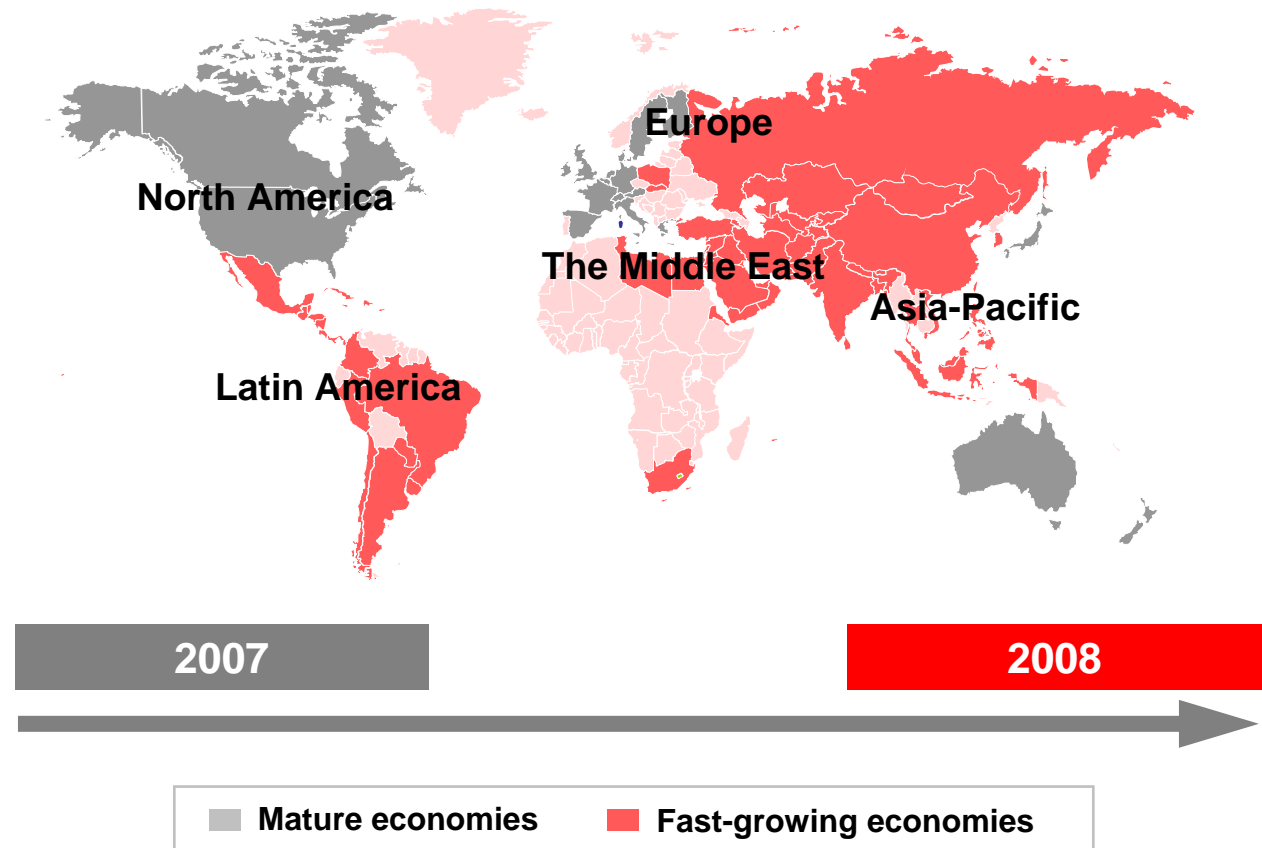 Europe
North America
The Middle East
Asia-Pacific
Latin America
2007
2008
Mature economies
Fast-growing economies